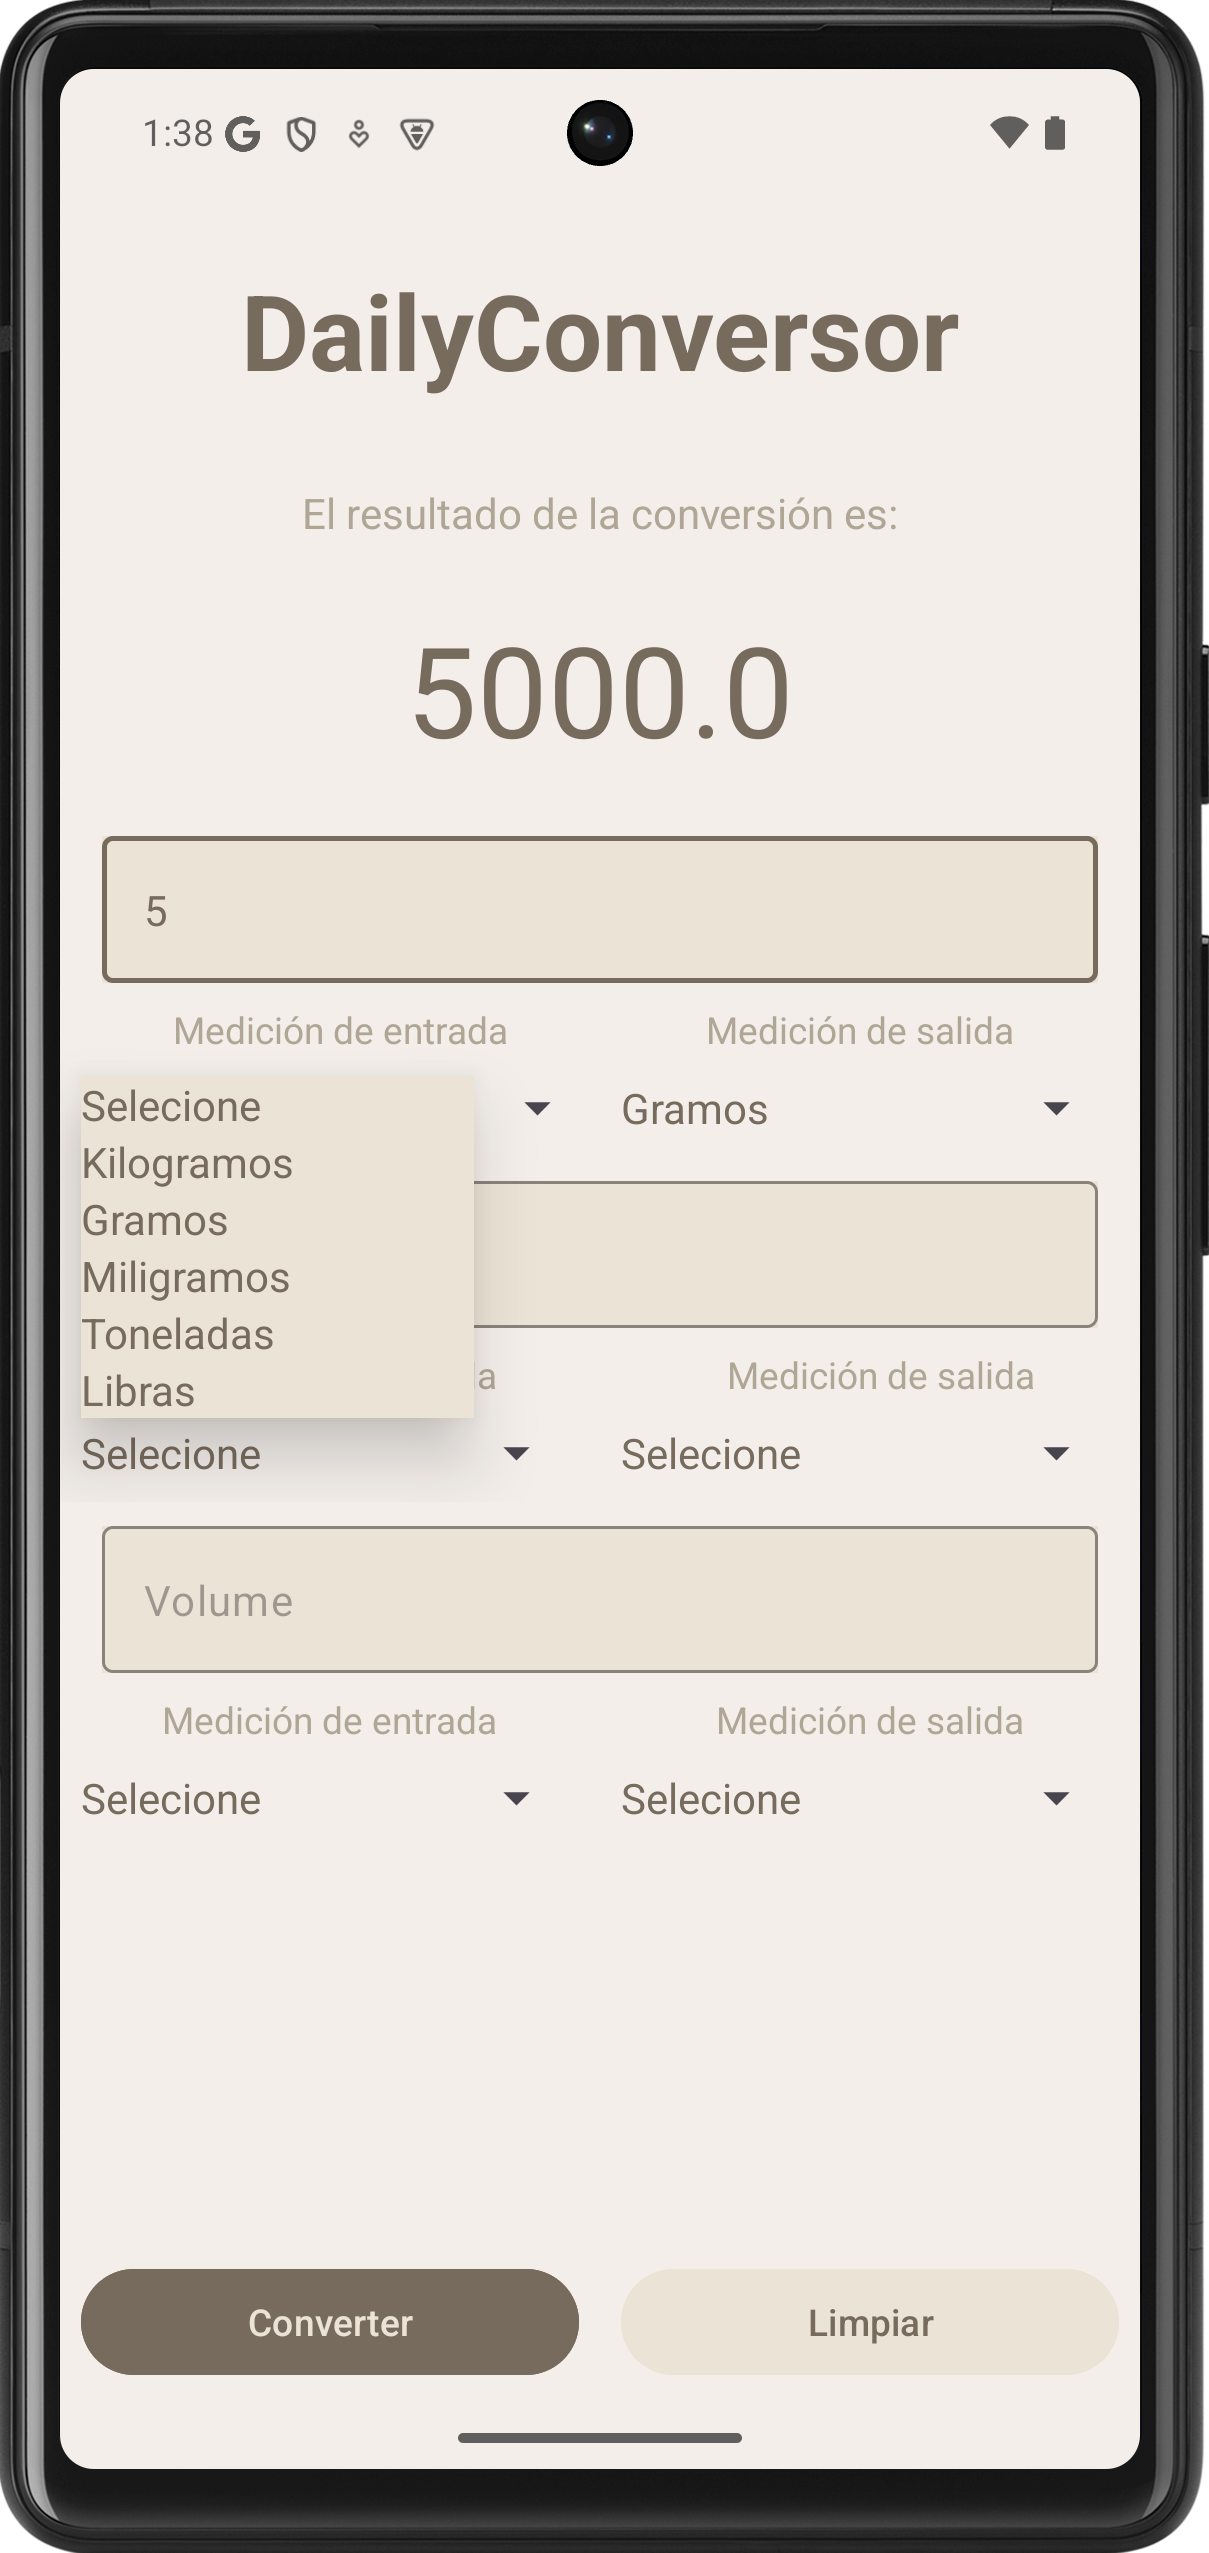 1:38
DailyConversor
El resultado de la conversión es:
5000.0
5
Medición de entrada Medición de salida
Selecione Gramos
Kilogramos
Gramos
Miligramos
Toneladas
Libras
Medición de salida
Selecione Selecione
Volume
Medición de entrada Medición de salida
Selecione Selecione
Converter Limpiar